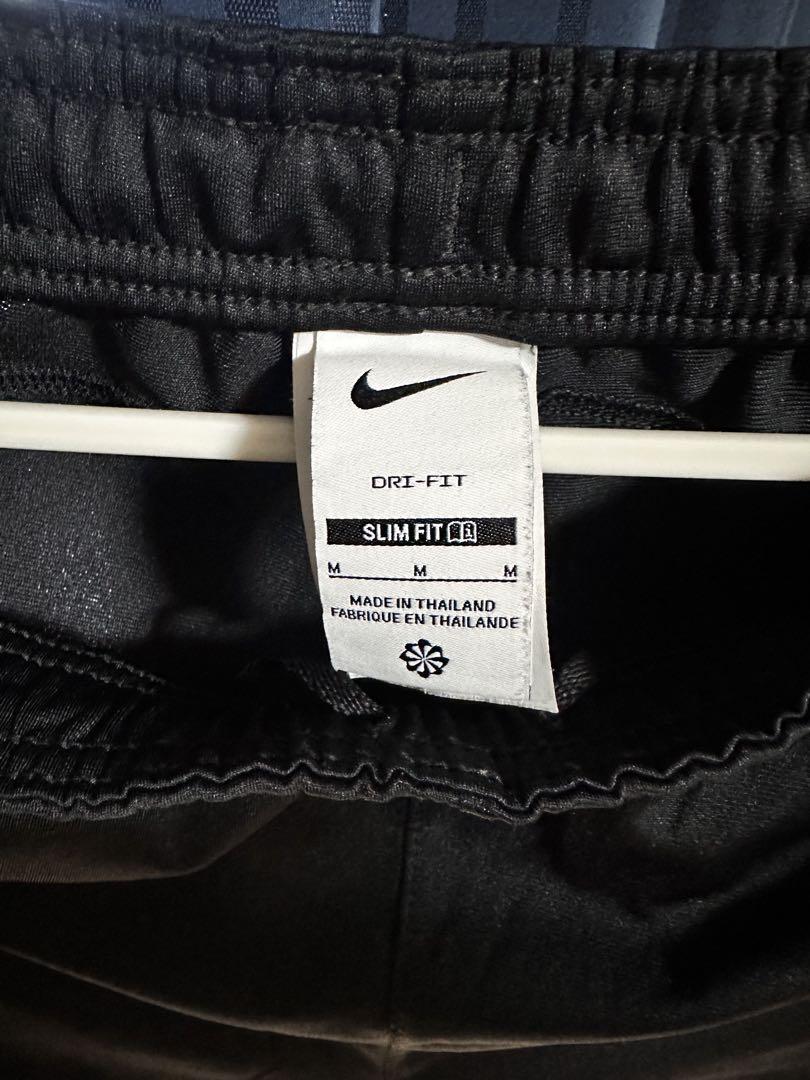 DRI-FIT
SLIM FIT
M M M
MADE IN THAILAND
FABRIQUE EN THAILANDE